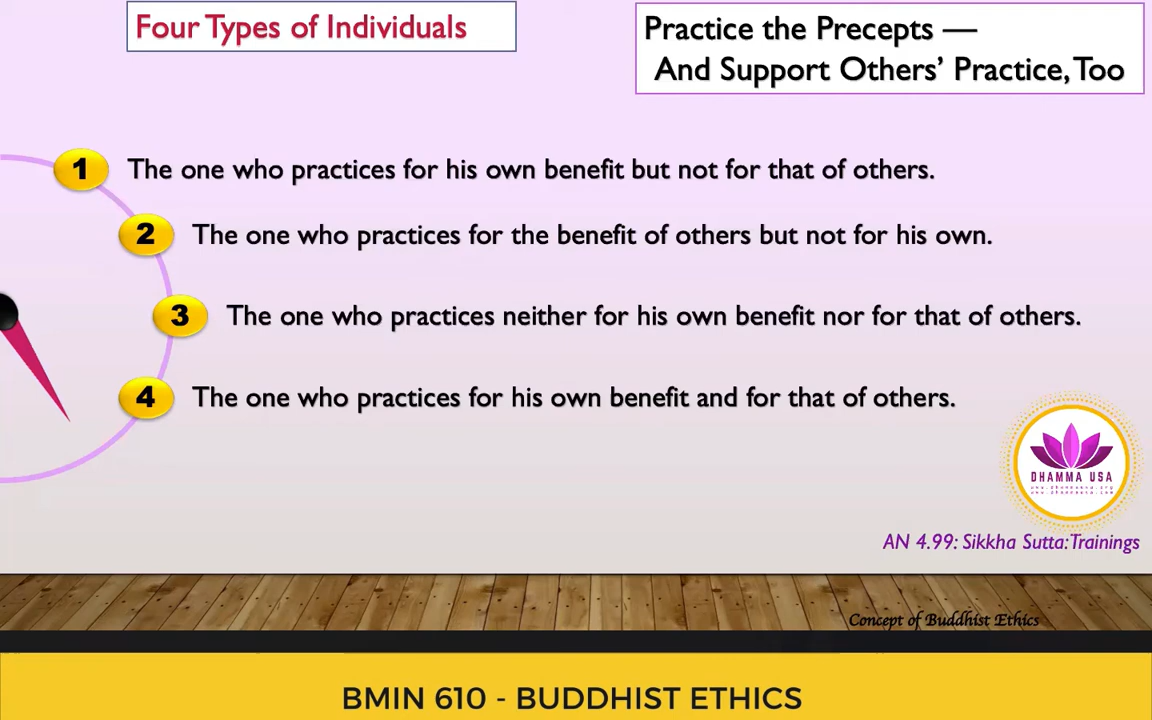 Four Types of Individuals
Practice the Precepts —
And Support Others’ Practice, Too
1 The one who practices for his own benefit but not for that of others.
2 The one who practices for the benefit of others but not for his own.
3 The one who practices neither for his own benefit nor for that of others.
4 The one who practices for his own benefit and for that of others.
DHAMMA USA
AN 4.99: Sikkha Sutta:Trainings
Concept of Buddhist Ethics
BMIN 610 - BUDDHIST ETHICS